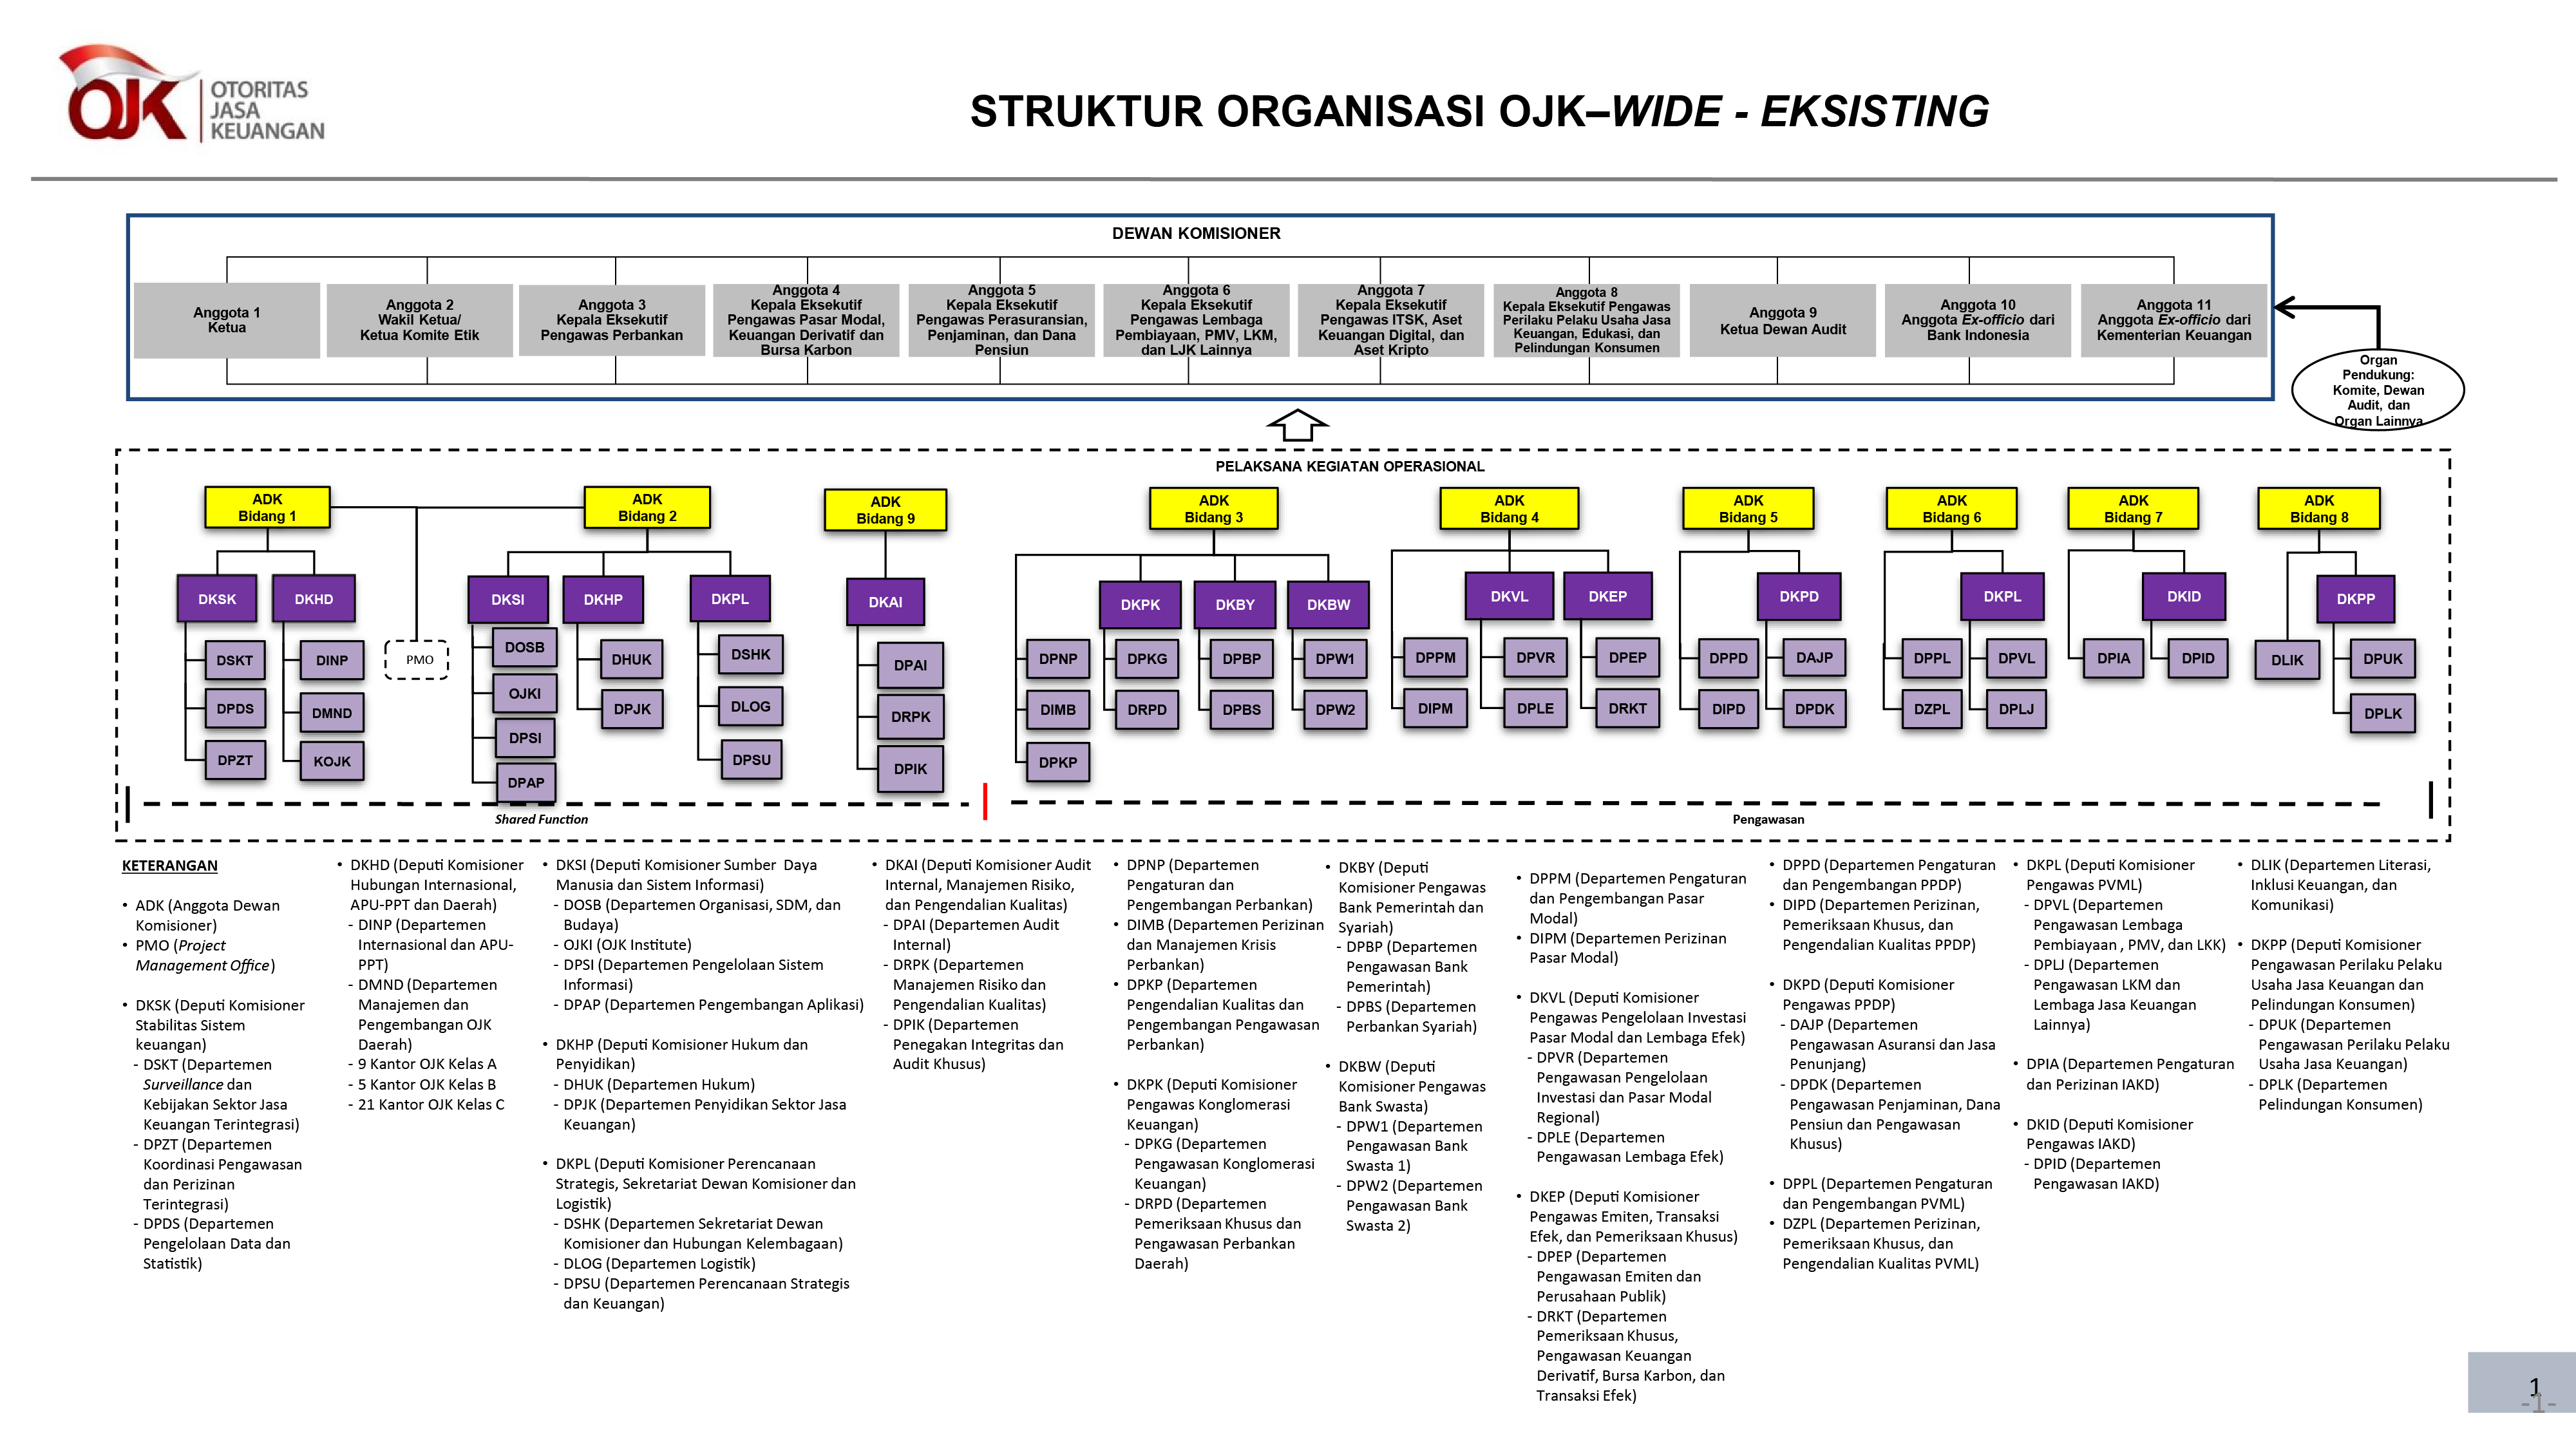 OJK
OTORITAS
JASA
KEUANGAN
STRUKTUR ORGANISASI OJK–WIDE - EKSISTING
DEWAN KOMISIONER
Anggota 1
Ketua
Anggota 2
Wakil Ketua/
Ketua Komite Etik
Anggota 3
Kepala Eksekutif
Pengawas Perbankan
Anggota 4
Kepala Eksekutif
Pengawas Pasar Modal,
Keuangan Derivatif dan
Bursa Karbon
Anggota 5
Kepala Eksekutif
Pengawas Perasuransian,
Penjaminan, dan Dana
Pensiun
Anggota 6
Kepala Eksekutif
Pengawas Lembaga
Pembiayaan, PMV, LKM,
dan LJK Lainnya
Anggota 7
Kepala Eksekutif
Pengawas ITSK, Aset
Keuangan Digital, dan
Aset Kripto
Anggota 8
Kepala Eksekutif Pengawas
Perilaku Pelaku Usaha Jasa
Keuangan, Edukasi, dan
Pelindungan Konsumen
Anggota 9
Ketua Dewan Audit
Anggota 10
Anggota Ex-officio dari
Bank Indonesia
Anggota 11
Anggota Ex-officio dari
Kementerian Keuangan
Organ
Pendukung:
Komite, Dewan
Audit, dan
Organ Lainnya
PELAKSANA KEGIATAN OPERASIONAL
ADK
Bidang 1
DKSK
DSKT
DPDS
DPZT
DKHD
DINP
DMND
KOJK
PMO
ADK
Bidang 2
DKSI
DOSB
OJKI
DPSI
DPAP
DKHP
DHUK
DPJK
DKPL
DSHK
DLOG
DPSU
ADK
Bidang 9
DKAI
DPAI
DRPK
DPIK
ADK
Bidang 3
DPNP
DIMB
DPKP
DKPK
DPKG
DRPD
DKBY
DPBP
DPBS
DKBW
DPW1
DPW2
ADK
Bidang 4
DPPM
DIPM
DKVL
DPVR
DPLE
DKEP
DPEP
DRKT
ADK
Bidang 5
DPPD
DIPD
DKPD
DAJP
DPDK
ADK
Bidang 6
DPPL
DZPL
DKPL
DPVL
DPLJ
ADK
Bidang 7
DPIA
DKID
DPID
ADK
Bidang 8
DLIK
DKPP
DPUK
DPLK
Shared Function
Pengawasan
KETERANGAN
• ADK (Anggota Dewan
Komisioner)
• PMO (Project
Management Office)
• DKSK (Deputi Komisioner
Stabilitas Sistem
keuangan)
- DSKT (Departemen
Surveillance dan
Kebijakan Sektor Jasa
Keuangan Terintegrasi)
- DPZT (Departemen
Koordinasi Pengawasan
dan Perizinan
Terintegrasi)
- DPDS (Departemen
Pengelolaan Data dan
Statistik)
• DKHD (Deputi Komisioner
Hubungan Internasional,
APU-PPT dan Daerah)
- DINP (Departemen
Internasional dan APU-
PPT)
- DMND (Departemen
Manajemen dan
Pengembangan OJK
Daerah)
- 9 Kantor OJK Kelas A
- 5 Kantor OJK Kelas B
- 21 Kantor OJK Kelas C
• DKSI (Deputi Komisioner Sumber Daya
Manusia dan Sistem Informasi)
- DOSB (Departemen Organisasi, SDM, dan
Budaya)
- OJKI (OJK Institute)
- DPSI (Departemen Pengelolaan Sistem
Informasi)
- DPAP (Departemen Pengembangan Aplikasi)
• DKHP (Deputi Komisioner Hukum dan
Penyidikan)
- DHUK (Departemen Hukum)
- DPJK (Departemen Penyidikan Sektor Jasa
Keuangan)
• DKPL (Deputi Komisioner Perencanaan
Strategis, Sekretariat Dewan Komisioner dan
Logistik)
- DSHK (Departemen Sekretariat Dewan
Komisioner dan Hubungan Kelembagaan)
- DLOG (Departemen Logistik)
- DPSU (Departemen Perencanaan Strategis
dan Keuangan)
• DKAI (Deputi Komisioner Audit
Internal, Manajemen Risiko,
dan Pengendalian Kualitas)
- DPAI (Departemen Audit
Internal)
- DRPK (Departemen
Manajemen Risiko dan
Pengendalian Kualitas)
- DPIK (Departemen
Penegakan Integritas dan
Audit Khusus)
• DPNP (Departemen
Pengaturan dan
Pengembangan Perbankan)
• DIMB (Departemen Perizinan
dan Manajemen Krisis
Perbankan)
• DPKP (Departemen
Pengendalian Kualitas dan
Pengembangan Pengawasan
Perbankan)
• DKPK (Deputi Komisioner
Pengawas Konglomerasi
Keuangan)
- DPKG (Departemen
Pengawasan Konglomerasi
Keuangan)
- DRPD (Departemen
Pemeriksaan Khusus dan
Pengawasan Perbankan
Daerah)
• DKBY (Deputi
Komisioner Pengawas
Bank Pemerintah dan
Syariah)
- DPBP (Departemen
Pengawasan Bank
Pemerintah)
- DPBS (Departemen
Perbankan Syariah)
• DKBW (Deputi
Komisioner Pengawas
Bank Swasta)
- DPW1 (Departemen
Pengawasan Bank
Swasta 1)
- DPW2 (Departemen
Pengawasan Bank
Swasta 2)
• DPPM (Departemen Pengaturan
dan Pengembangan Pasar
Modal)
• DIPM (Departemen Perizinan
Pasar Modal)
• DKVL (Deputi Komisioner
Pengawas Pengelolaan Investasi
Pasar Modal dan Lembaga Efek)
- DPVR (Departemen
Pengawasan Pengelolaan
Investasi dan Pasar Modal
Regional)
- DPLE (Departemen
Pengawasan Lembaga Efek)
• DKEP (Deputi Komisioner
Pengawas Emiten, Transaksi
Efek, dan Pemeriksaan Khusus)
- DPEP (Departemen
Pengawasan Emiten dan
Perusahaan Publik)
- DRKT (Departemen
Pemeriksaan Khusus,
Pengawasan Keuangan
Derivatif, Bursa Karbon, dan
Transaksi Efek)
• DPPD (Departemen Pengaturan
dan Pengembangan PPDP)
• DIPD (Departemen Perizinan,
Pemeriksaan Khusus, dan
Pengendalian Kualitas PPDP)
• DKPD (Deputi Komisioner
Pengawas PPDP)
- DAJP (Departemen
Pengawasan Asuransi dan Jasa
Penunjang)
- DPDK (Departemen
Pengawasan Penjaminan, Dana
Pensiun dan Pengawasan
Khusus)
• DPPL (Departemen Pengaturan
dan Pengembangan PVML)
• DZPL (Departemen Perizinan,
Pemeriksaan Khusus, dan
Pengendalian Kualitas PVML)
• DKPL (Deputi Komisioner
Pengawas PVML)
- DPVL (Departemen
Pengawasan Lembaga
Pembiayaan , PMV, dan LKK)
- DPLJ (Departemen
Pengawasan LKM dan
Lembaga Jasa Keuangan
Lainnya)
• DPIA (Departemen Pengaturan
dan Perizinan IAKD)
• DKID (Deputi Komisioner
Pengawas IAKD)
- DPID (Departemen
Pengawasan IAKD)
• DLIK (Departemen Literasi,
Inklusi Keuangan, dan
Komunikasi)
• DKPP (Deputi Komisioner
Pengawasan Perilaku Pelaku
Usaha Jasa Keuangan dan
Pelindungan Konsumen)
- DPUK (Departemen
Pengawasan Perilaku Pelaku
Usaha Jasa Keuangan)
- DPLK (Departemen
Pelindungan Konsumen)
1
-1-